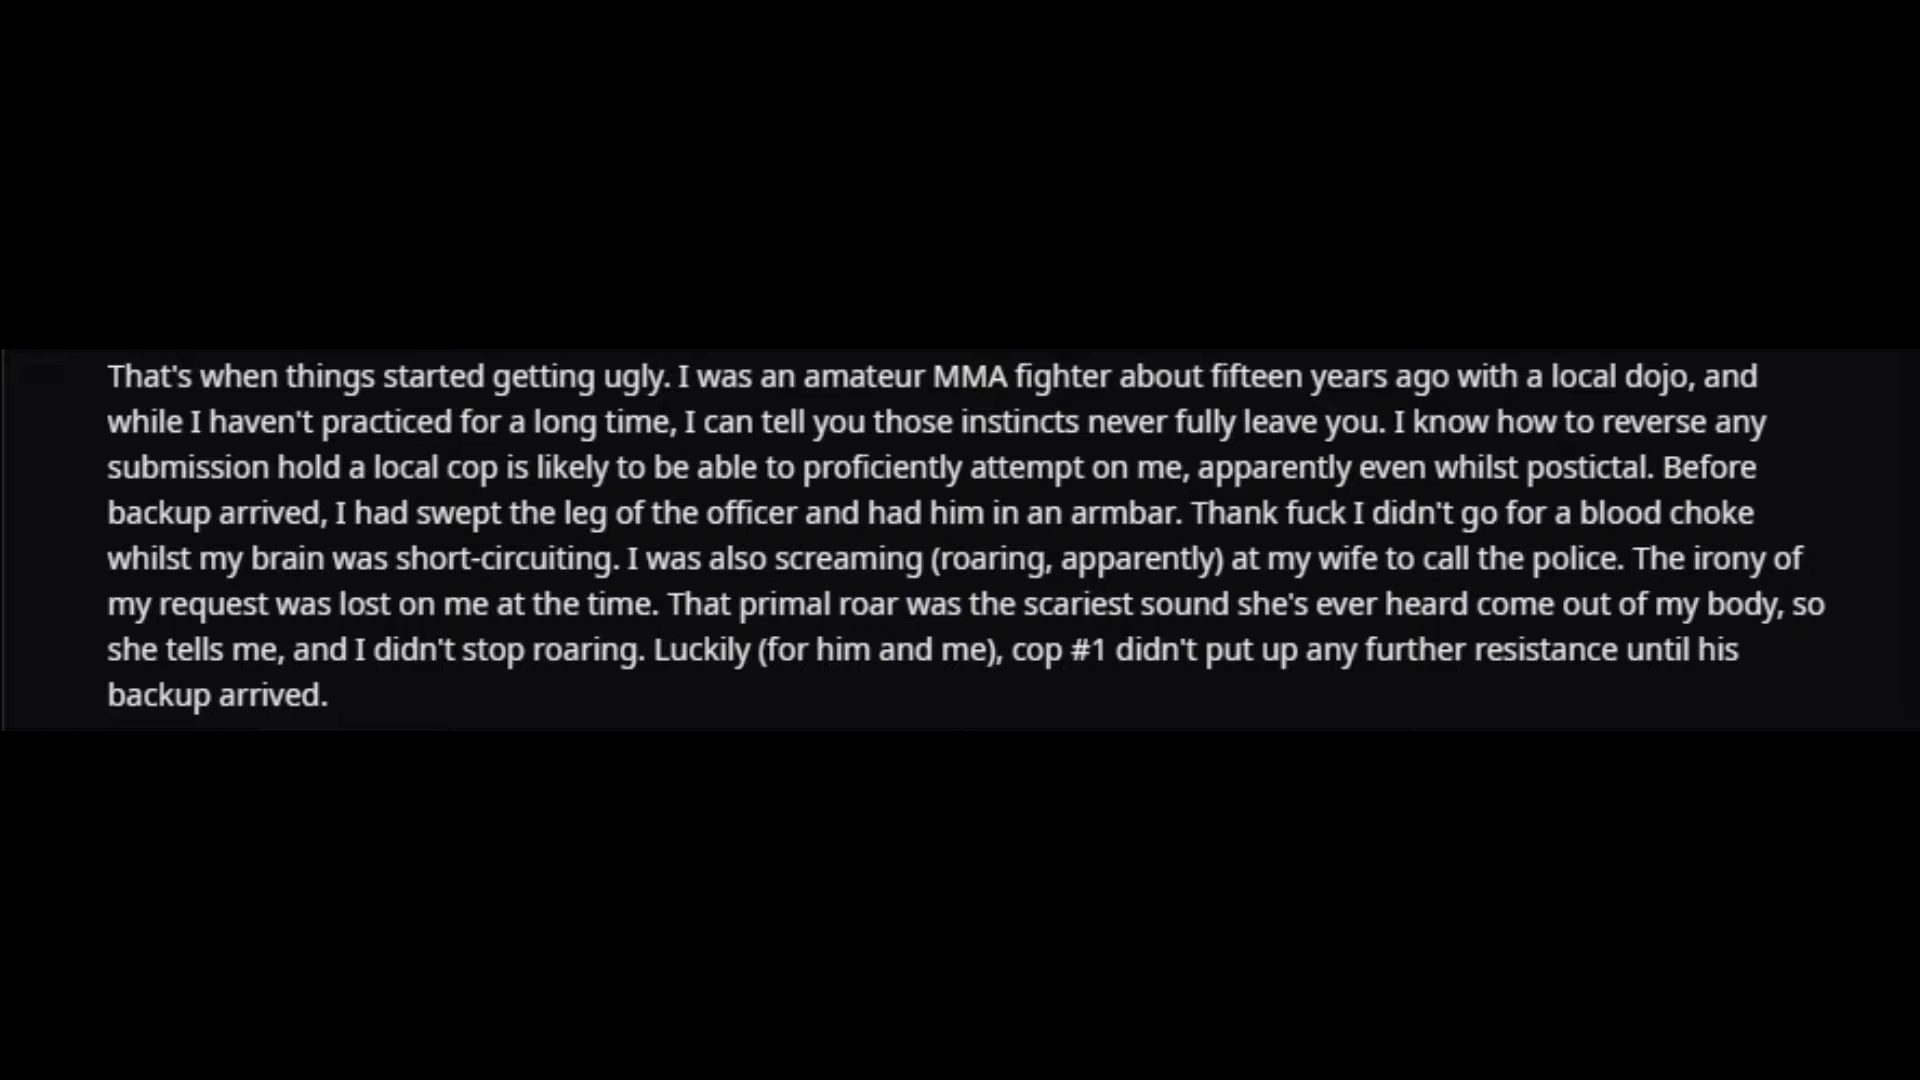 That's when things started getting ugly. I was an amateur MMA fighter about fifteen years ago with a local dojo, and
while I haven't practiced for a long time, I can tell you those instincts never fully leave you. I know how to reverse any
submission hold a local cop is likely to be able to proficiently attempt on me, apparently even whilst postictal. Before
backup arrived, I had swept the leg of the officer and had him in an armbar. Thank fuck I didn't go for a blood choke
whilst my brain was short-circuiting. I was also screaming (roaring, apparently) at my wife to call the police. The irony of
my request was lost on me at the time. That primal roar was the scariest sound she's ever heard come out of my body, so
she tells me, and I didn't stop roaring. Luckily (for him and me), cop #1 didn't put up any further resistance until his
backup arrived.